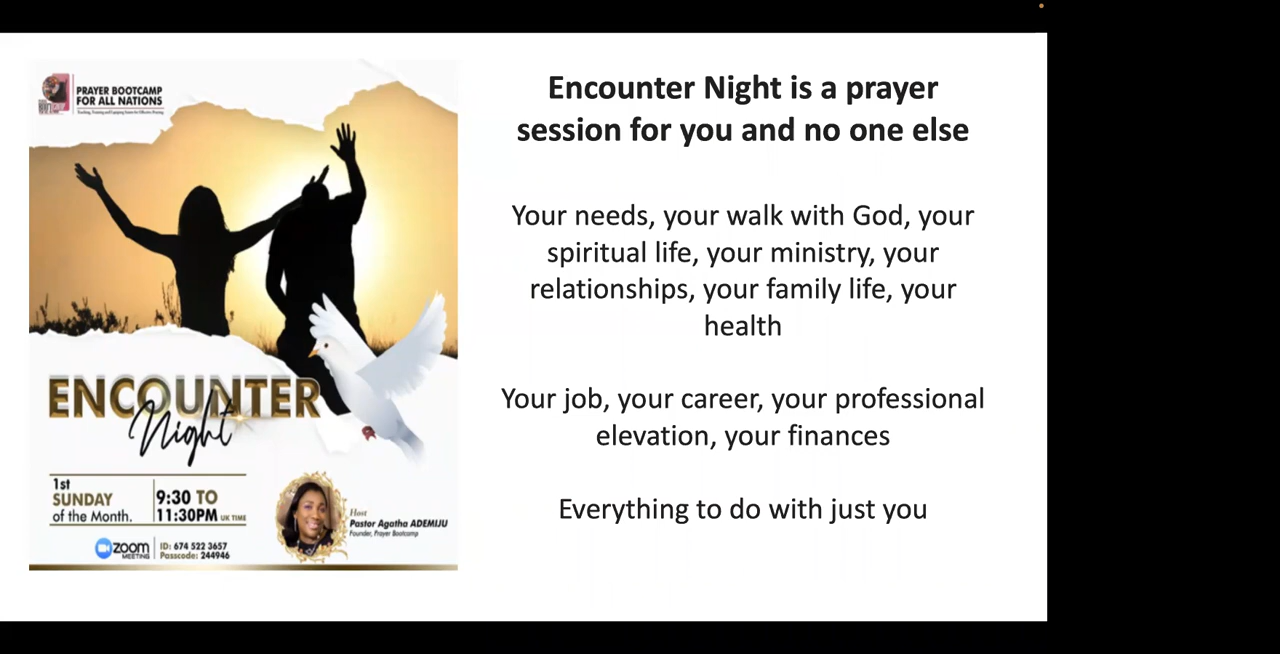 PRAYER BOOTCAMP
FOR ALL NATIONS
ENCOUNTER
Night
1st
SUNDAY
of the Month.
9:30 TO
11:30PM UK TIME
zoom
MEETING
ID: 674 522 3657
Passcode: 244946
Host
Pastor Agatha ADEMIJU
Founder, Prayer Bootcamp
Encounter Night is a prayer
session for you and no one else
Your needs, your walk with God, your
spiritual life, your ministry, your
relationships, your family life, your
health
Your job, your career, your professional
elevation, your finances
Everything to do with just you